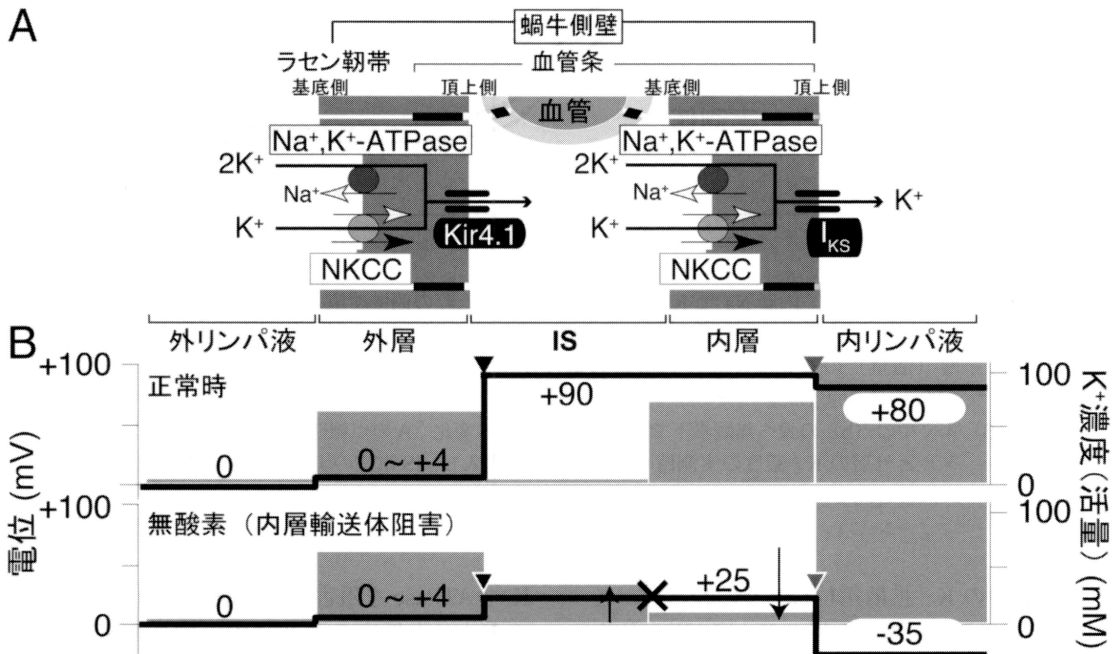 A
蝸牛側壁
ラセン靭帯 血管条
基底側 頂上側 基底側 頂上側
血管
Na⁺,K⁺-ATPase Na⁺,K⁺-ATPase
2K⁺ 2K⁺
Na⁺ Na⁺ K⁺
K⁺ K⁺
Kir4.1 I_KS
NKCC NKCC
B
外リンパ液 外層 IS 内層 内リンパ液
+100 100
正常時
+90
+80
0 0 ~ +4
0
電位 (mV)
K⁺濃度(活量) (mM)
+100 100
無酸素(内層輸送体阻害)
+25
0 0 ~ +4
0 0
-35